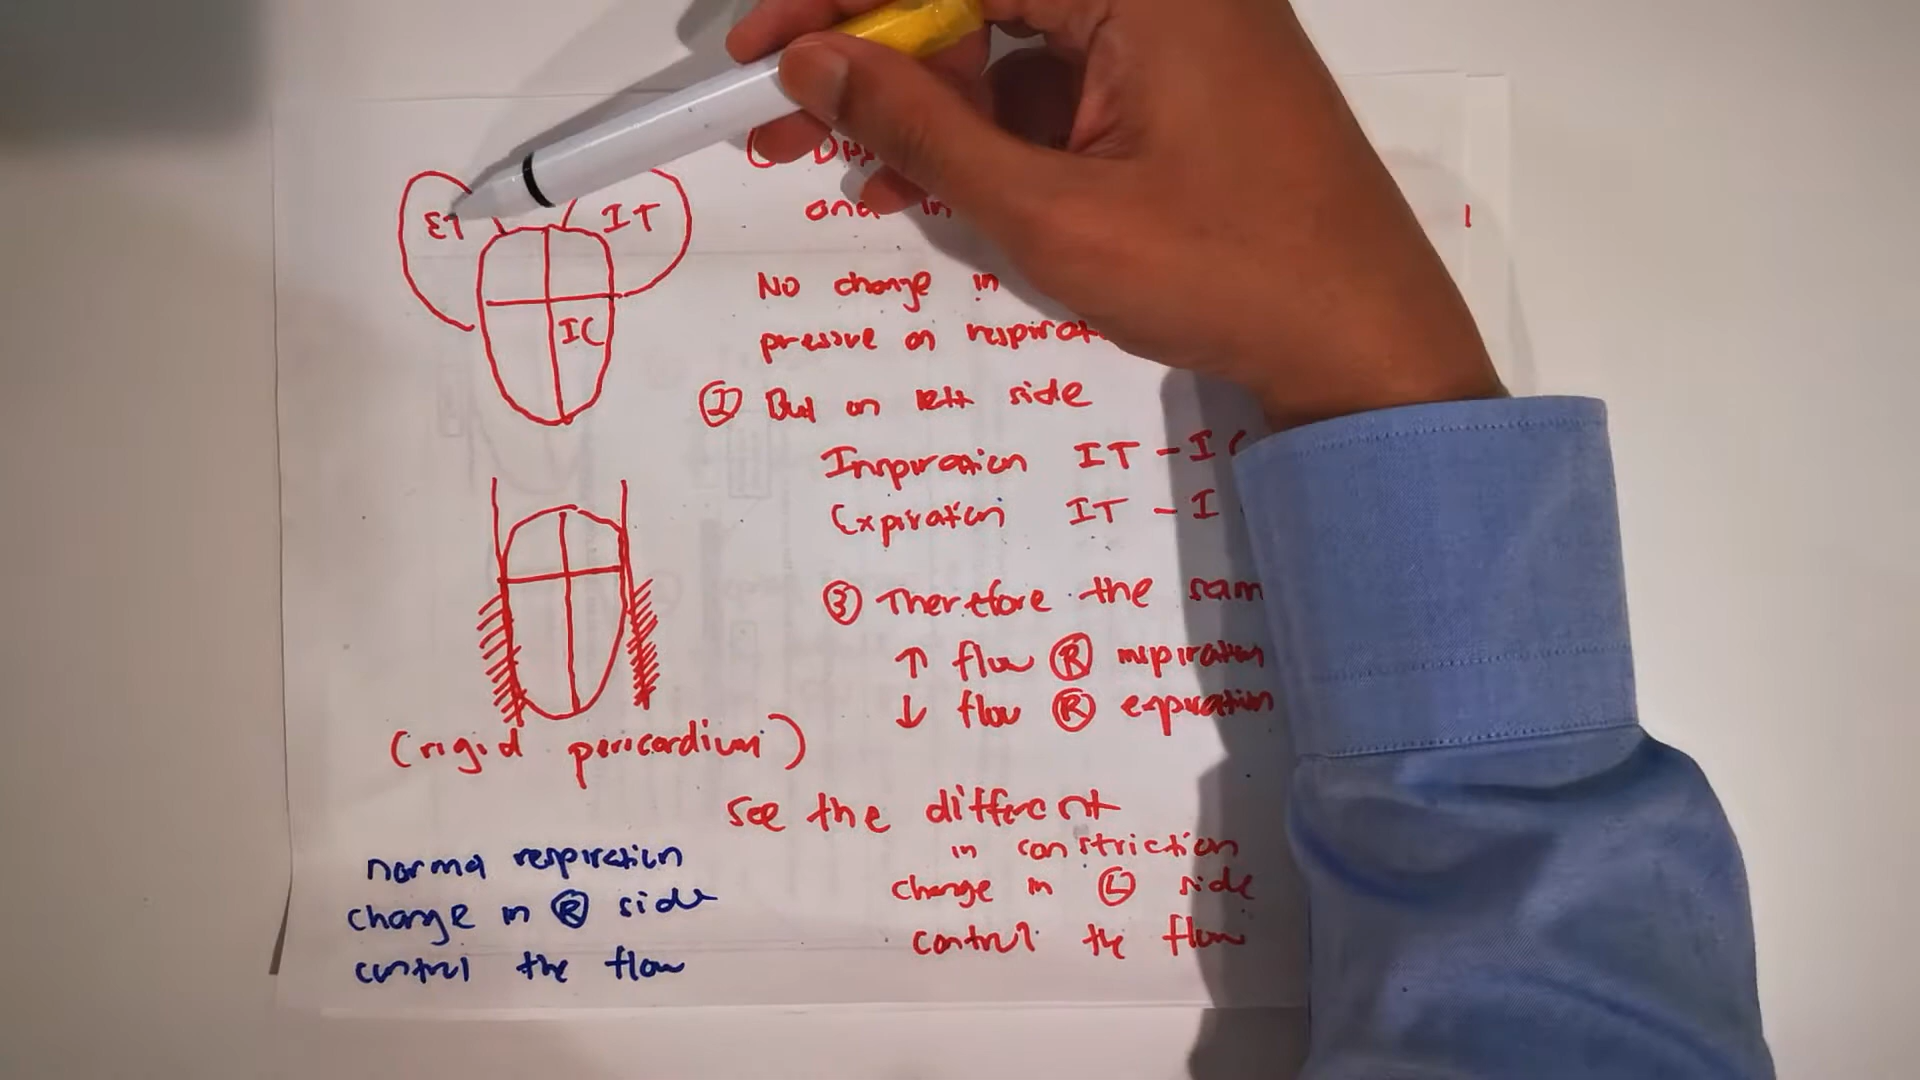 ET
IT
IC
and in
No change in
pressure on respirat
② But on left side
Inspiration IT - I
Expiration IT - I
③ Therefore the sam
↑ flow Ⓡ inspiration
↓ flow Ⓡ expiration
(rigid pericardium)
see the different
in constriction
change in Ⓛ side
control the flow
normal respiration
change in Ⓡ side
control the flow